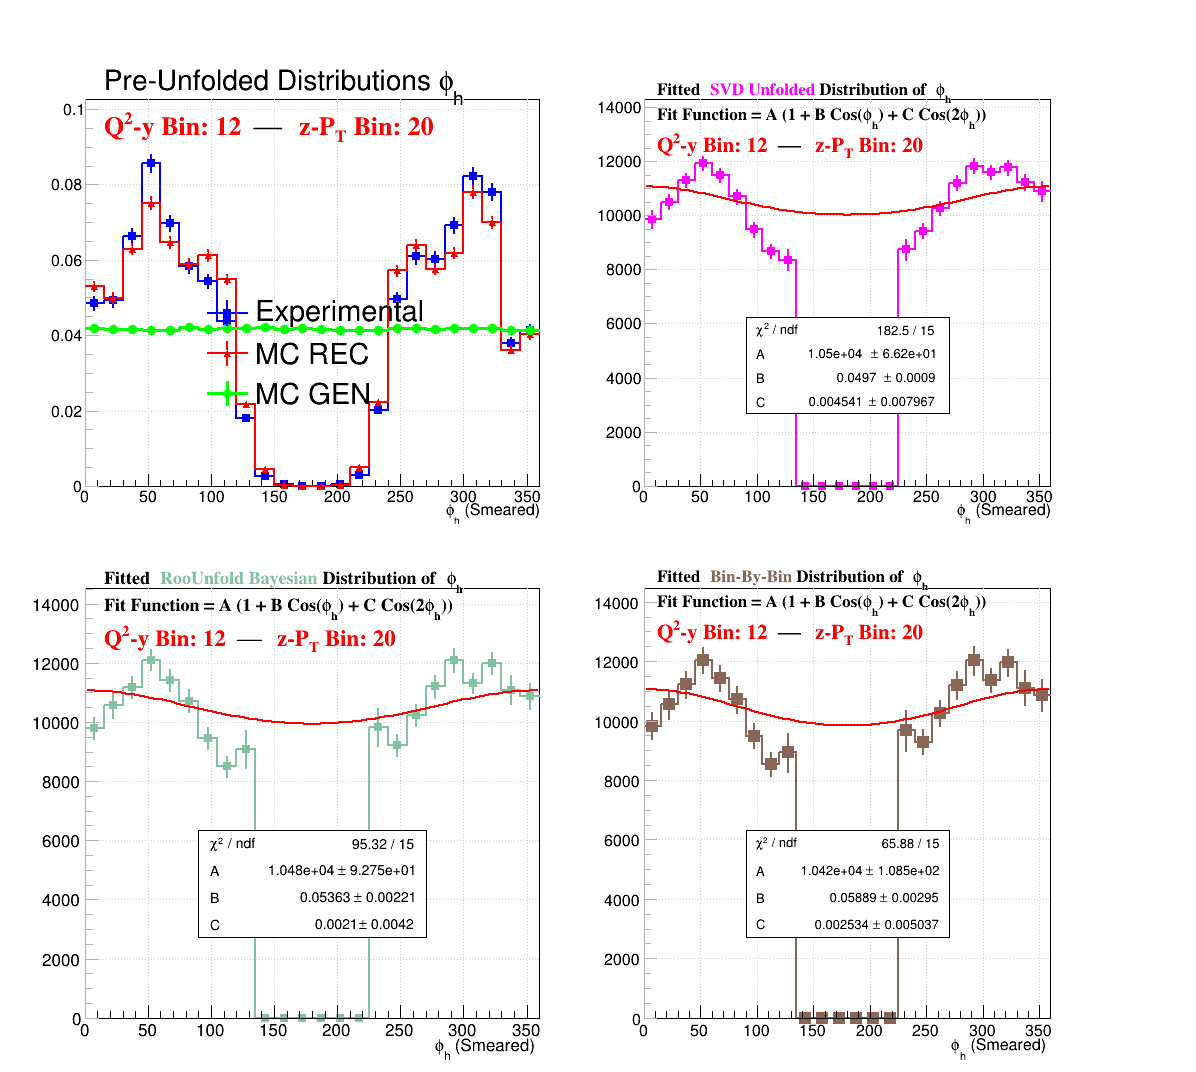 Pre-Unfolded Distributions ϕh
Q²-y Bin: 12 — z-PT Bin: 20
0.1
0.08
0.06
0.04
0.02
0
Experimental
MC REC
MC GEN
0 50 100 150 200 250 300 350
ϕh (Smeared)
Fitted SVD Unfolded Distribution of ϕh
Fit Function = A (1 + B Cos(ϕh) + C Cos(2ϕh))
Q²-y Bin: 12 — z-PT Bin: 20
14000
12000
10000
8000
6000
4000
2000
0
χ² / ndf 182.5 / 15
A 1.05e+04 ± 6.62e+01
B 0.0497 ± 0.0009
C 0.004541 ± 0.007967
0 50 100 150 200 250 300 350
ϕh (Smeared)
Fitted RooUnfold Bayesian Distribution of ϕh
Fit Function = A (1 + B Cos(ϕh) + C Cos(2ϕh))
Q²-y Bin: 12 — z-PT Bin: 20
14000
12000
10000
8000
6000
4000
2000
0
χ² / ndf 95.32 / 15
A 1.048e+04 ± 9.275e+01
B 0.05363 ± 0.00221
C 0.0021 ± 0.0042
0 50 100 150 200 250 300 350
ϕh (Smeared)
Fitted Bin-By-Bin Distribution of ϕh
Fit Function = A (1 + B Cos(ϕh) + C Cos(2ϕh))
Q²-y Bin: 12 — z-PT Bin: 20
14000
12000
10000
8000
6000
4000
2000
0
χ² / ndf 65.88 / 15
A 1.042e+04 ± 1.085e+02
B 0.05889 ± 0.00295
C 0.002534 ± 0.005037
0 50 100 150 200 250 300 350
ϕh (Smeared)